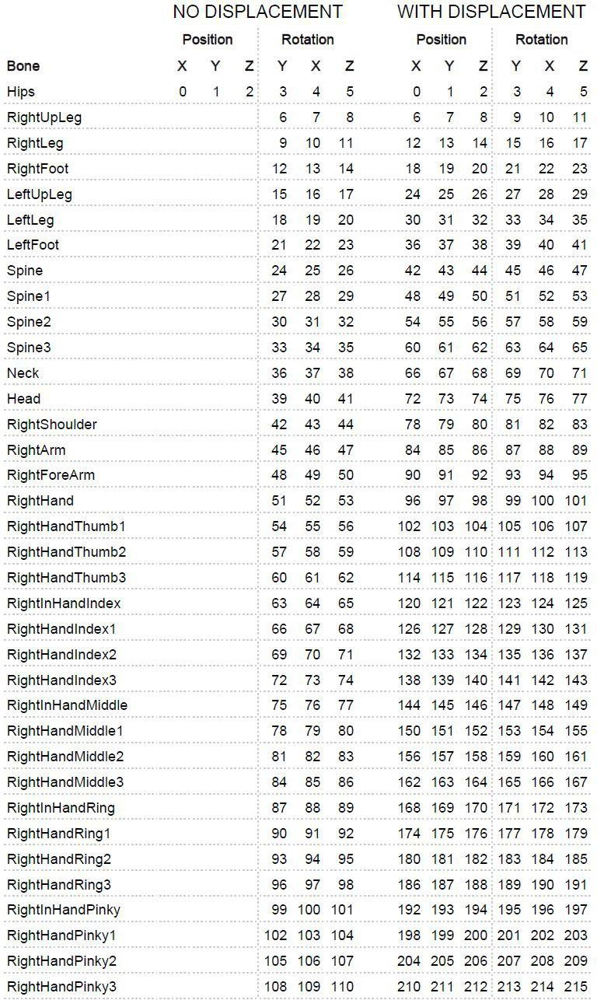 NO DISPLACEMENT WITH DISPLACEMENT
Position Rotation Position Rotation
Bone X Y Z Y X Z X Y Z Y X Z
Hips 0 1 2 3 4 5 0 1 2 3 4 5
RightUpLeg 6 7 8 6 7 8 9 10 11
RightLeg 9 10 11 12 13 14 15 16 17
RightFoot 12 13 14 18 19 20 21 22 23
LeftUpLeg 15 16 17 24 25 26 27 28 29
LeftLeg 18 19 20 30 31 32 33 34 35
LeftFoot 21 22 23 36 37 38 39 40 41
Spine 24 25 26 42 43 44 45 46 47
Spine1 27 28 29 48 49 50 51 52 53
Spine2 30 31 32 54 55 56 57 58 59
Spine3 33 34 35 60 61 62 63 64 65
Neck 36 37 38 66 67 68 69 70 71
Head 39 40 41 72 73 74 75 76 77
RightShoulder 42 43 44 78 79 80 81 82 83
RightArm 45 46 47 84 85 86 87 88 89
RightForeArm 48 49 50 90 91 92 93 94 95
RightHand 51 52 53 96 97 98 99 100 101
RightHandThumb1 54 55 56 102 103 104 105 106 107
RightHandThumb2 57 58 59 108 109 110 111 112 113
RightHandThumb3 60 61 62 114 115 116 117 118 119
RightInHandIndex 63 64 65 120 121 122 123 124 125
RightHandIndex1 66 67 68 126 127 128 129 130 131
RightHandIndex2 69 70 71 132 133 134 135 136 137
RightHandIndex3 72 73 74 138 139 140 141 142 143
RightInHandMiddle 75 76 77 144 145 146 147 148 149
RightHandMiddle1 78 79 80 150 151 152 153 154 155
RightHandMiddle2 81 82 83 156 157 158 159 160 161
RightHandMiddle3 84 85 86 162 163 164 165 166 167
RightInHandRing 87 88 89 168 169 170 171 172 173
RightHandRing1 90 91 92 174 175 176 177 178 179
RightHandRing2 93 94 95 180 181 182 183 184 185
RightHandRing3 96 97 98 186 187 188 189 190 191
RightInHandPinky 99 100 101 192 193 194 195 196 197
RightHandPinky1 102 103 104 198 199 200 201 202 203
RightHandPinky2 105 106 107 204 205 206 207 208 209
RightHandPinky3 108 109 110 210 211 212 213 214 215